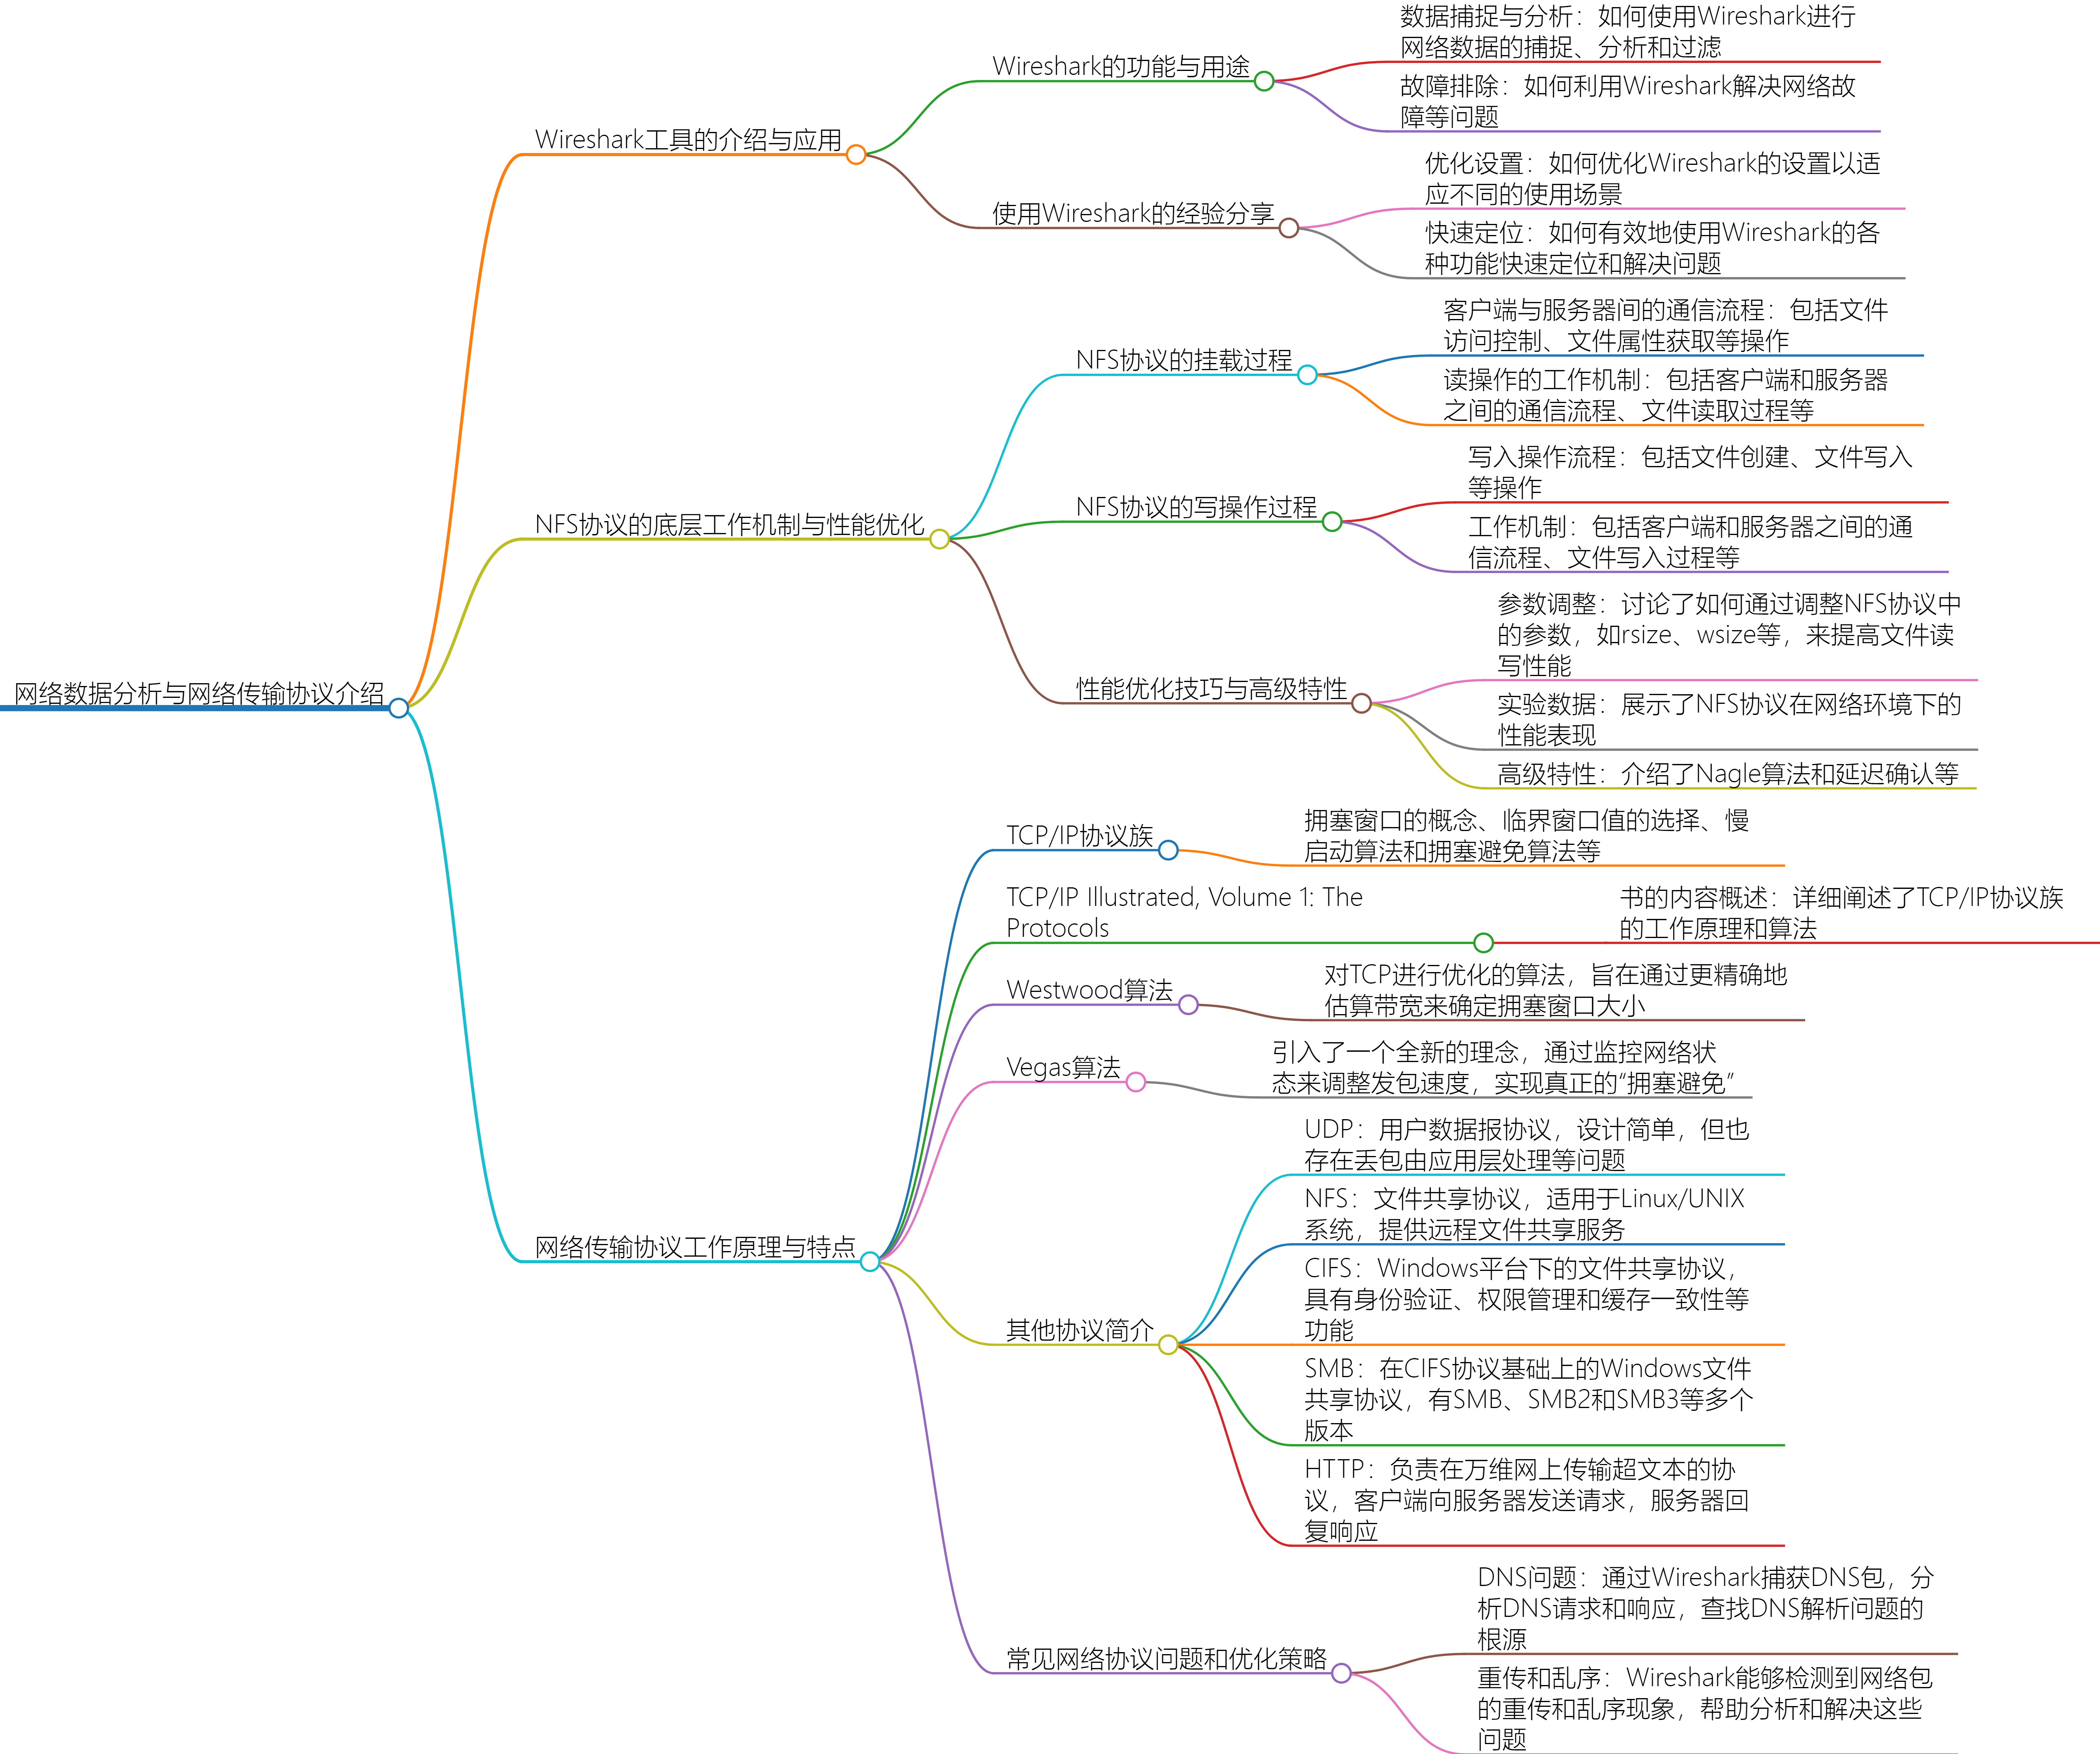 网络数据分析与网络传输协议介绍
Wireshark工具的介绍与应用
Wireshark的功能与用途
数据捕捉与分析：如何使用Wireshark进行
网络数据的捕捉、分析和过滤
故障排除：如何利用Wireshark解决网络故
障等问题
使用Wireshark的经验分享
优化设置：如何优化Wireshark的设置以适
应不同的使用场景
快速定位：如何有效地使用Wireshark的各
种功能快速定位和解决问题
NFS协议的底层工作机制与性能优化
NFS协议的挂载过程
客户端与服务器间的通信流程：包括文件
访问控制、文件属性获取等操作
读操作的工作机制：包括客户端和服务器
之间的通信流程、文件读取过程等
NFS协议的写操作过程
写入操作流程：包括文件创建、文件写入
等操作
工作机制：包括客户端和服务器之间的通
信流程、文件写入过程等
性能优化技巧与高级特性
参数调整：讨论了如何通过调整NFS协议中
的参数，如rsize、wsize等，来提高文件读
写性能
实验数据：展示了NFS协议在网络环境下的
性能表现
高级特性：介绍了Nagle算法和延迟确认等
网络传输协议工作原理与特点
TCP/IP协议族
拥塞窗口的概念、临界窗口值的选择、慢
启动算法和拥塞避免算法等
TCP/IP Illustrated, Volume 1: The
Protocols
书的内容概述：详细阐述了TCP/IP协议族
的工作原理和算法
Westwood算法
对TCP进行优化的算法，旨在通过更精确地
估算带宽来确定拥塞窗口大小
Vegas算法
引入了一个全新的理念，通过监控网络状
态来调整发包速度，实现真正的“拥塞避免”
其他协议简介
UDP：用户数据报协议，设计简单，但也
存在丢包由应用层处理等问题
NFS：文件共享协议，适用于Linux/UNIX
系统，提供远程文件共享服务
CIFS：Windows平台下的文件共享协议，
具有身份验证、权限管理和缓存一致性等
功能
SMB：在CIFS协议基础上的Windows文件
共享协议，有SMB、SMB2和SMB3等多个
版本
HTTP：负责在万维网上传输超文本的协
议，客户端向服务器发送请求，服务器回
复响应
常见网络协议问题和优化策略
DNS问题：通过Wireshark捕获DNS包，分
析DNS请求和响应，查找DNS解析问题的
根源
重传和乱序：Wireshark能够检测到网络包
的重传和乱序现象，帮助分析和解决这些
问题